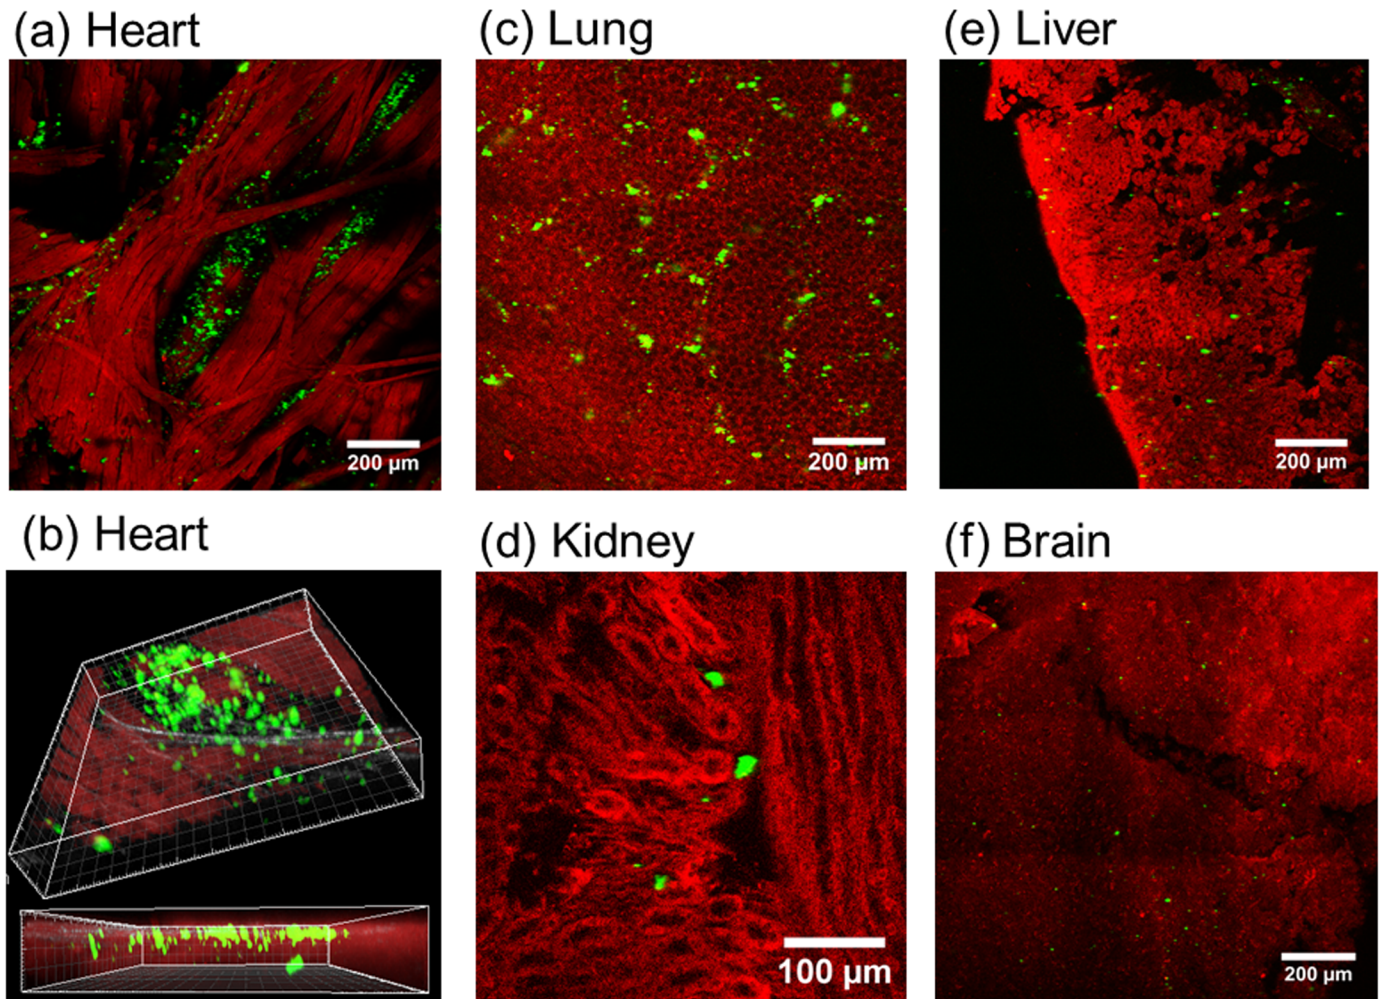 (a) Heart
(c) Lung
(e) Liver
200 µm
200 µm
200 µm
(b) Heart
(d) Kidney
(f) Brain
100 µm
200 µm